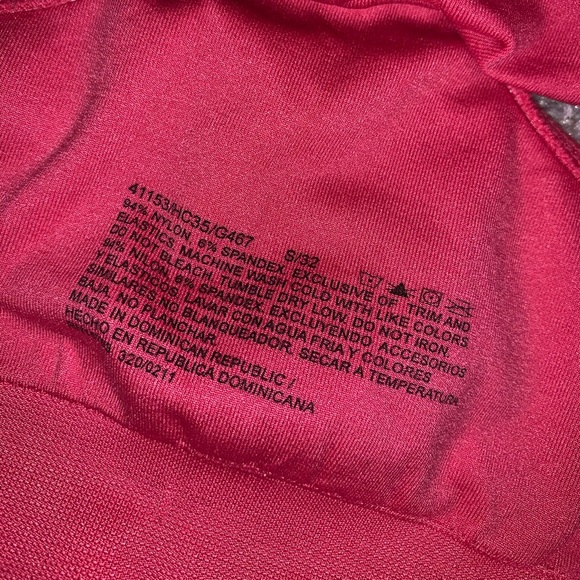 41153/HC35/G467 S/32
94% NYLON, 6% SPANDEX, EXCLUSIVE OF TRIM AND
ELASTICS. MACHINE WASH COLD WITH LIKE COLORS
DO NOT BLEACH. TUMBLE DRY LOW. DO NOT IRON
94% NILON, 6% SPANDEX, EXCLUYENDO ACCESORIOS
Y ELASTICOS. LAVAR CON AGUA FRIA Y COLORES
SIMILARES NO BLANQUEADOR. SECAR A TEMPERATURA
BAJA. NO PLANCHAR.
MADE IN DOMINICAN REPUBLIC /
HECHO EN REPUBLICA DOMINICANA
320/0211